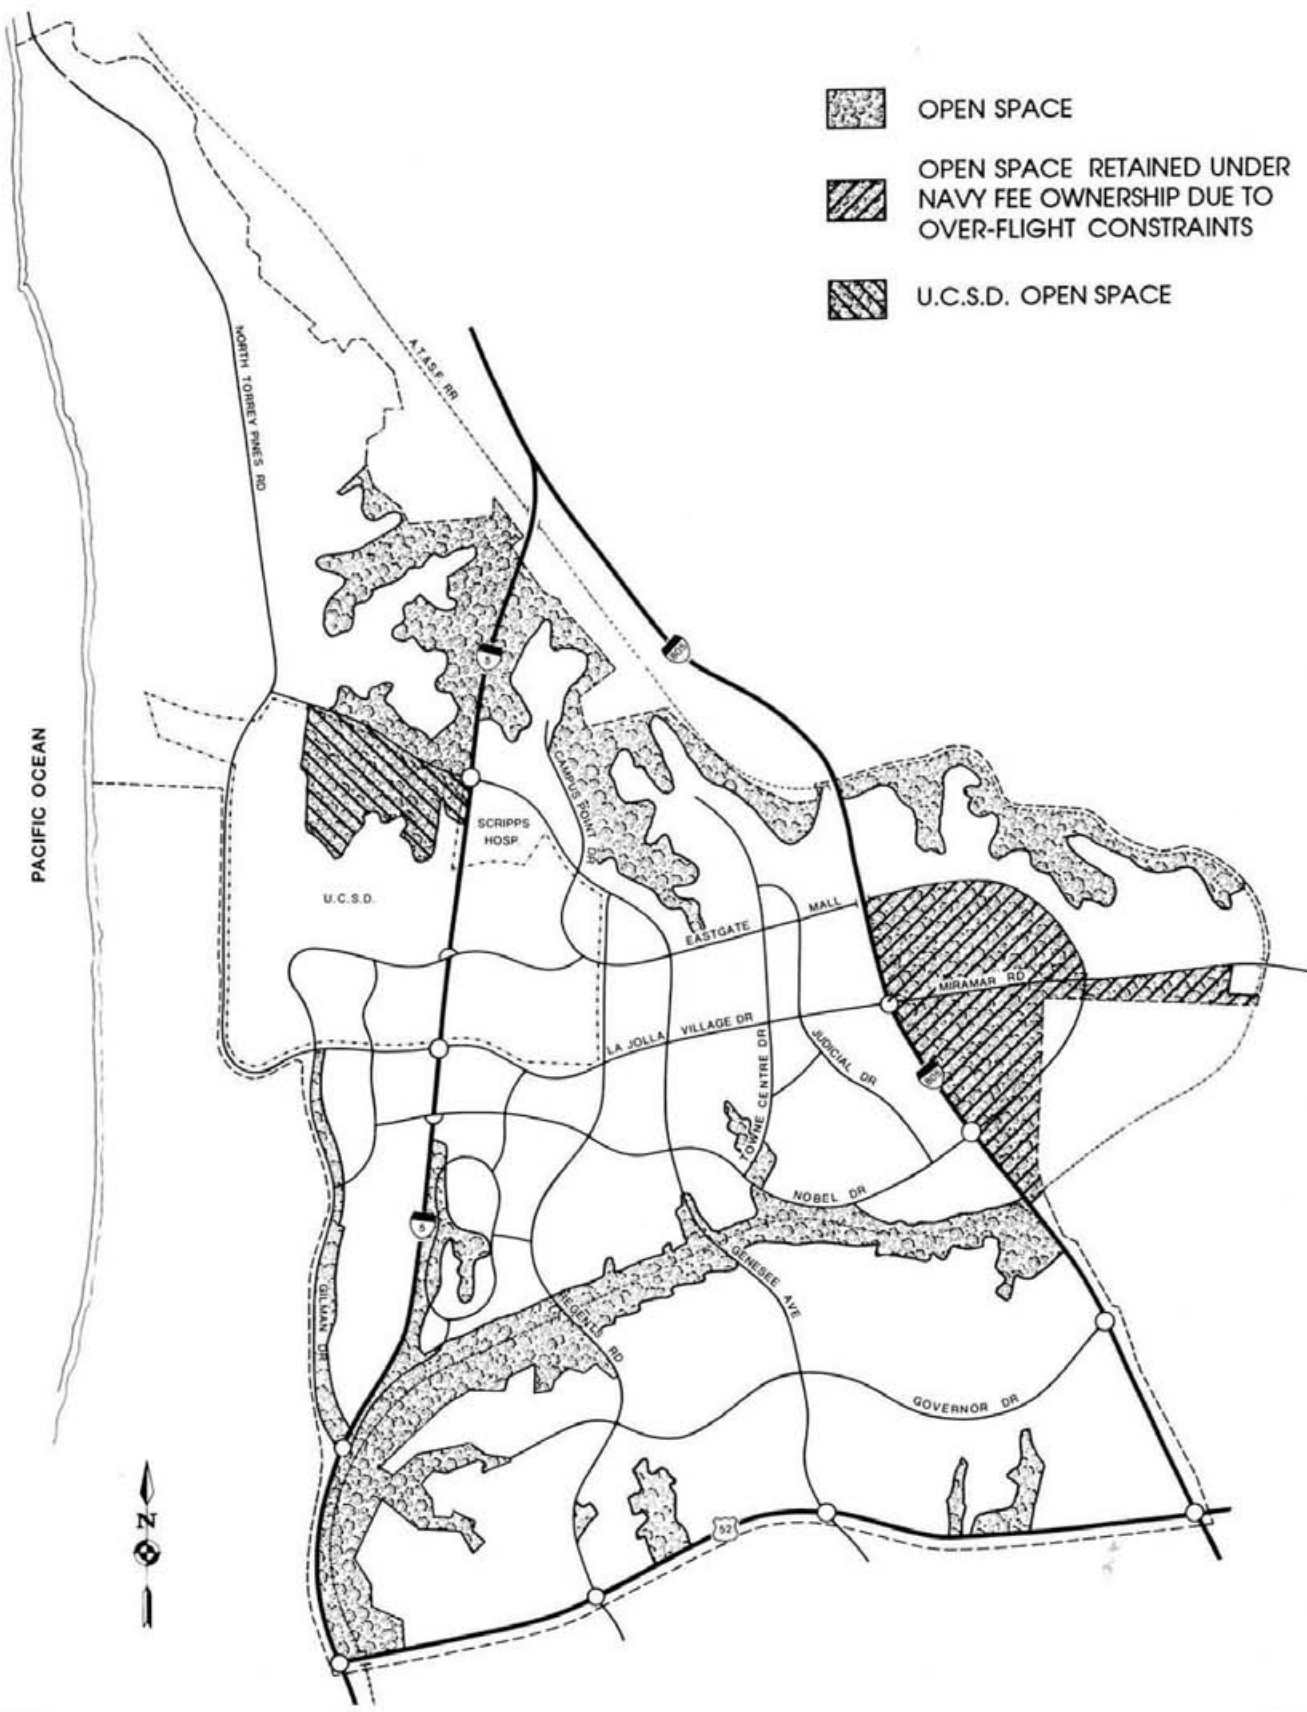 OPEN SPACE
OPEN SPACE RETAINED UNDER
NAVY FEE OWNERSHIP DUE TO
OVER-FLIGHT CONSTRAINTS
U.C.S.D. OPEN SPACE
A.T.&S.F. RR
NORTH TORREY PINES RD
5
805
PACIFIC OCEAN
CAMPUS POINT DR
SCRIPPS
HOSP.
U.C.S.D.
EASTGATE MALL
MIRAMAR RD
LA JOLLA VILLAGE DR
TOWNE CENTRE DR
JUDICIAL DR
805
NOBEL DR
5
GENESEE AVE
GILMAN DR
REGENTS RD
GOVERNOR DR
52
N